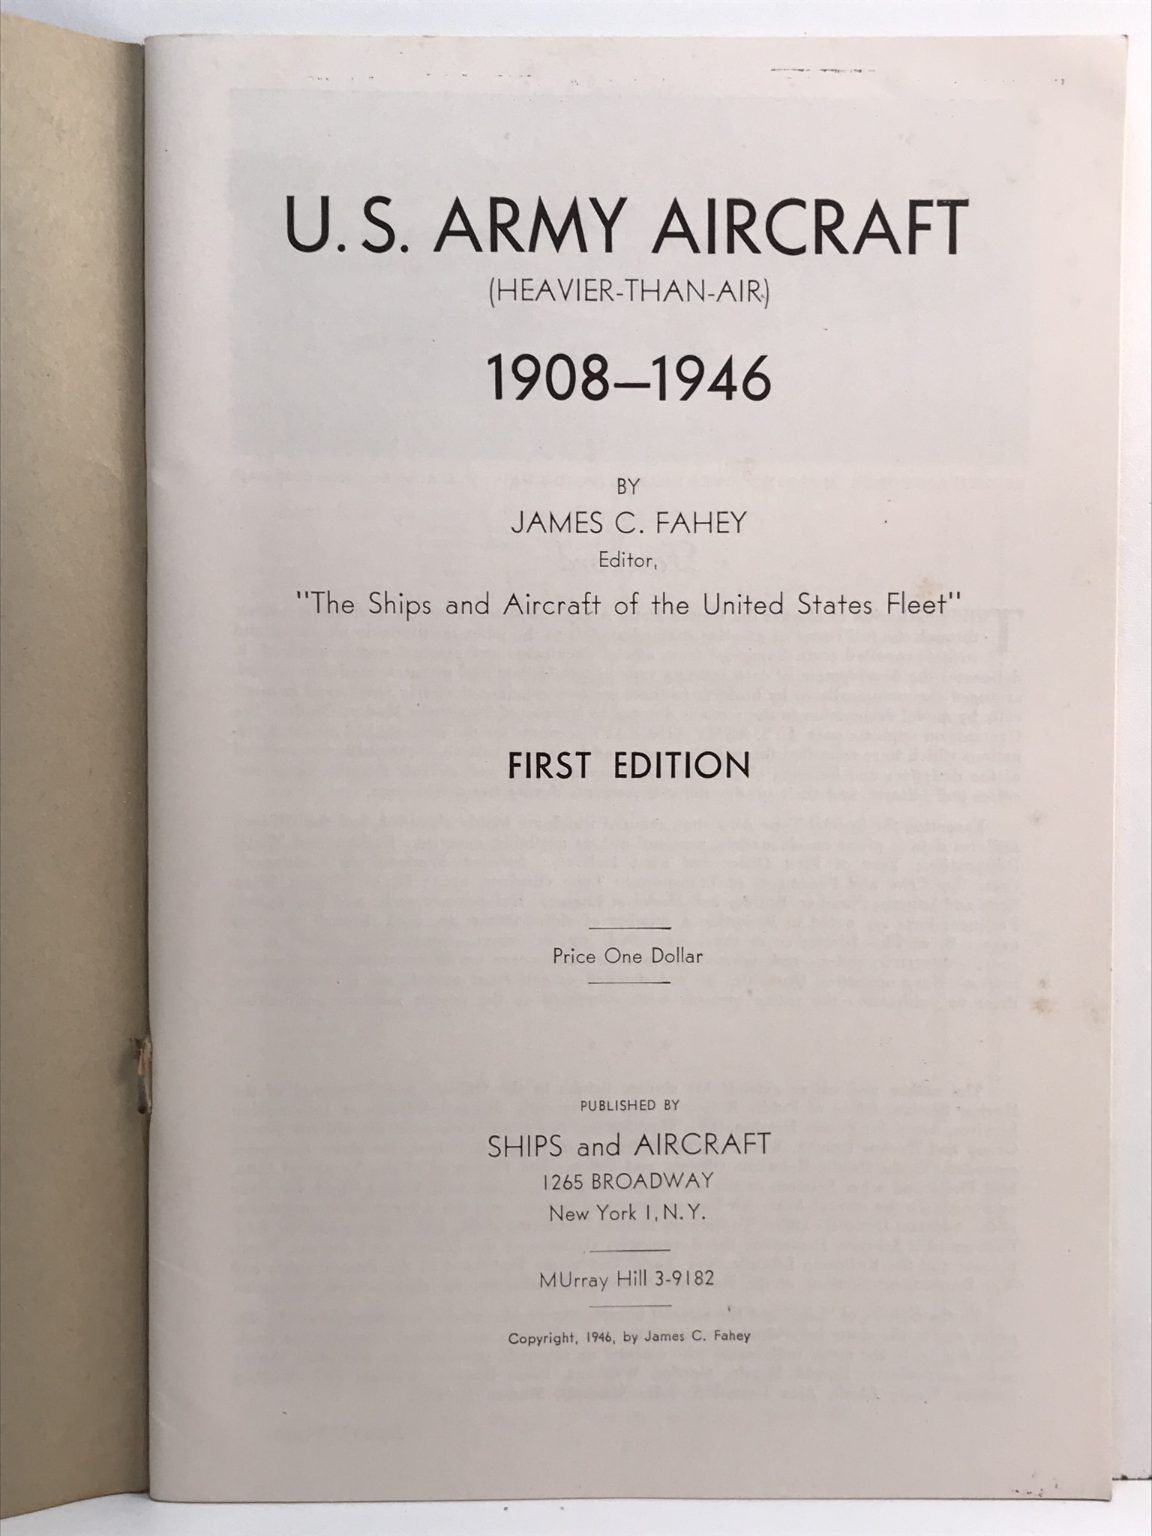 U. S. ARMY AIRCRAFT
(HEAVIER-THAN-AIR)
1908—1946
BY
JAMES C. FAHEY
Editor,
"The Ships and Aircraft of the United States Fleet"
FIRST EDITION
Price One Dollar
PUBLISHED BY
SHIPS and AIRCRAFT
1265 BROADWAY
New York 1, N. Y.
MUrray Hill 3-9182
Copyright, 1946, by James C. Fahey